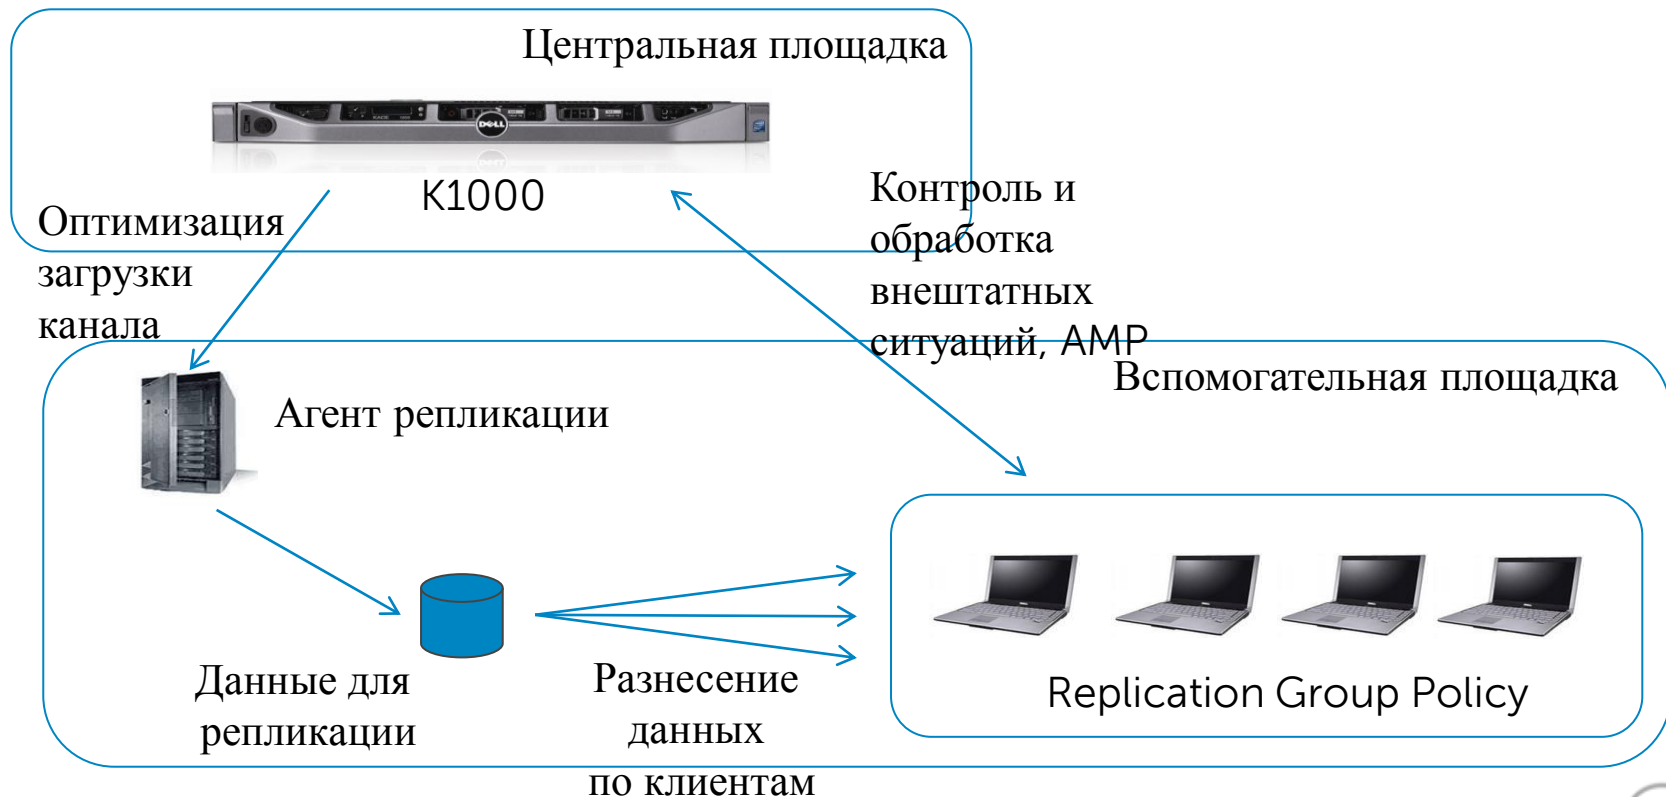 Центральная площадка
DELL
K1000
Оптимизация
загрузки
канала
Контроль и
обработка
внештатных
ситуаций, AMP
Вспомогательная площадка
Агент репликации
Данные для
репликации
Разнесение
данных
по клиентам
Replication Group Policy